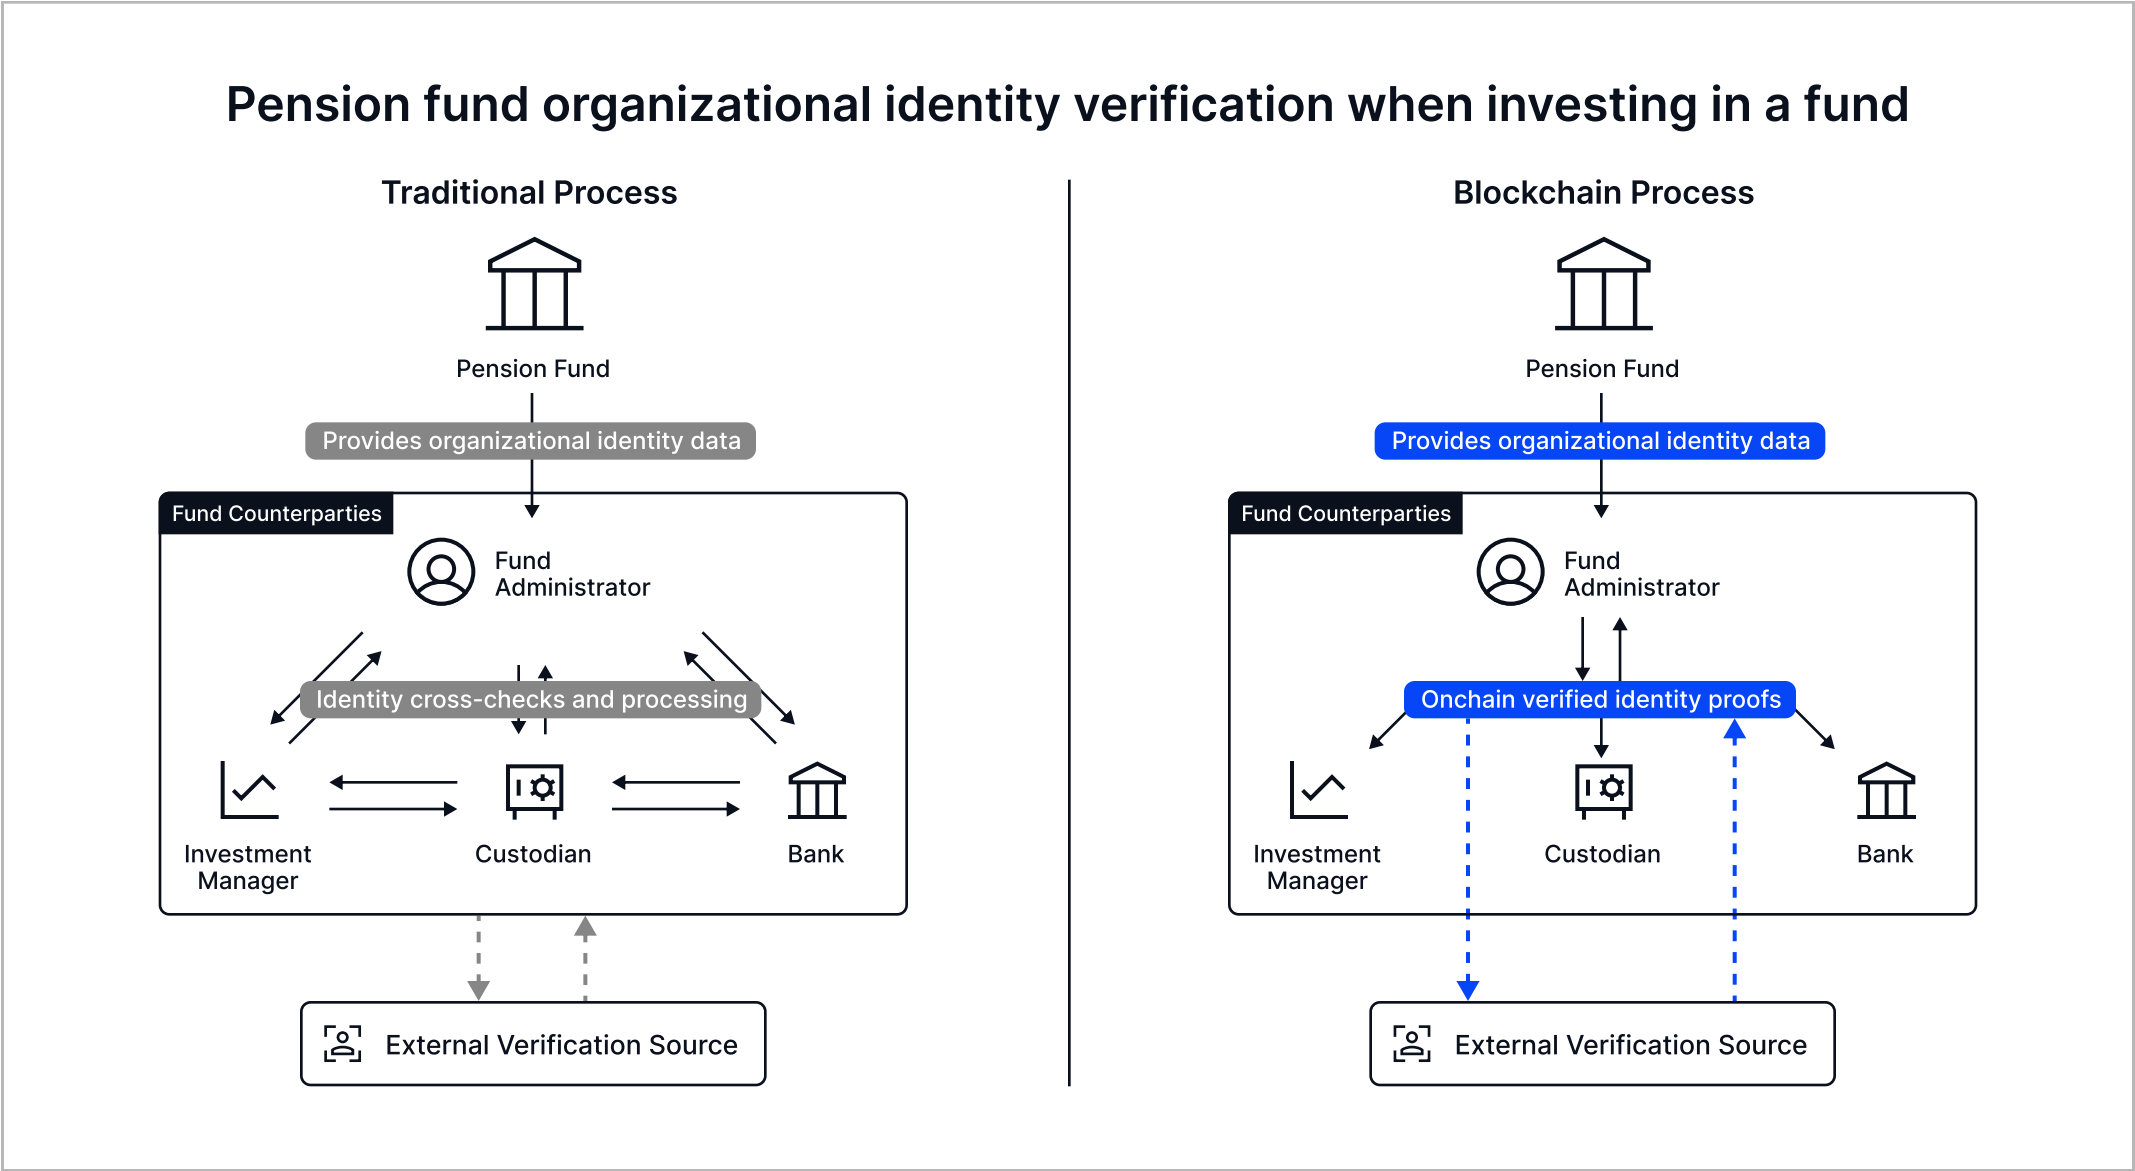 Pension fund organizational identity verification when investing in a fund
Traditional Process
Pension Fund
Provides organizational identity data
Fund Counterparties
Fund
Administrator
Identity cross-checks and processing
Investment
Manager
Custodian
Bank
External Verification Source
Blockchain Process
Pension Fund
Provides organizational identity data
Fund Counterparties
Fund
Administrator
Onchain verified identity proofs
Investment
Manager
Custodian
Bank
External Verification Source